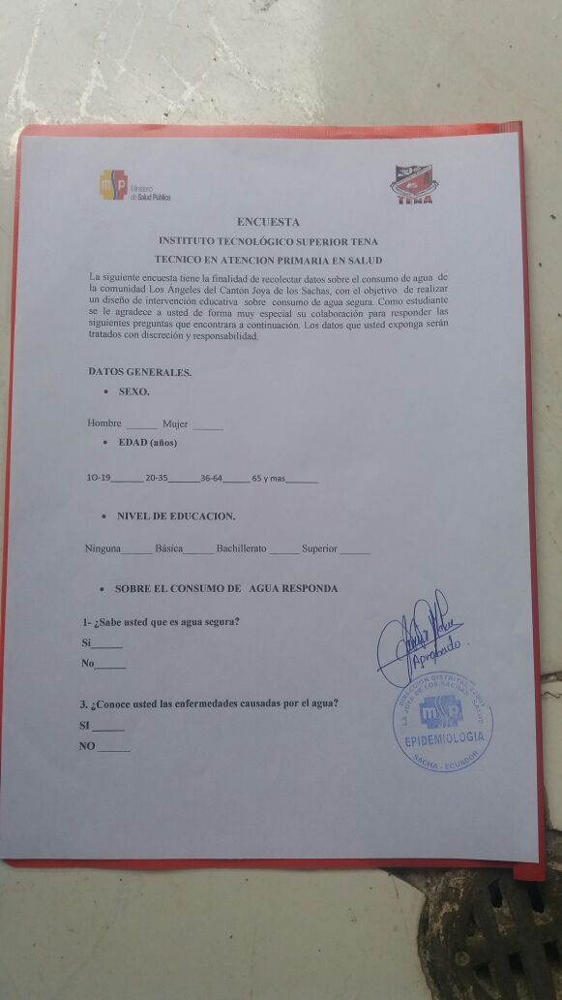 msp Ministerio
de Salud Pública
TENA
ENCUESTA
INSTITUTO TECNOLÓGICO SUPERIOR TENA
TECNICO EN ATENCION PRIMARIA EN SALUD
La siguiente encuesta tiene la finalidad de recolectar datos sobre el consumo de agua de
la comunidad Los Ángeles del Cantón Joya de los Sachas, con el objetivo de realizar
un diseño de intervención educativa sobre consumo de agua segura. Como estudiante
se le agradece a usted de forma muy especial su colaboración para responder las
siguientes preguntas que encontrara a continuación. Los datos que usted exponga serán
tratados con discreción y responsabilidad.
DATOS GENERALES.
• SEXO.
Hombre ______ Mujer ______
• EDAD (años)
1O-19_______ 20-35_______36-64______ 65 y mas_______
• NIVEL DE EDUCACION.
Ninguna______ Básica______ Bachillerato ______ Superior ______
• SOBRE EL CONSUMO DE AGUA RESPONDA
1- ¿Sabe usted que es agua segura?
Si______
No______
Aprobado.
3. ¿Conoce usted las enfermedades causadas por el agua?
SI ______
NO ______
DIRECCIÓN DISTRITAL
LA JOYA DE LOS SACHAS - SALUD
msp
EPIDEMIOLOGIA
SACHA - ECUADOR